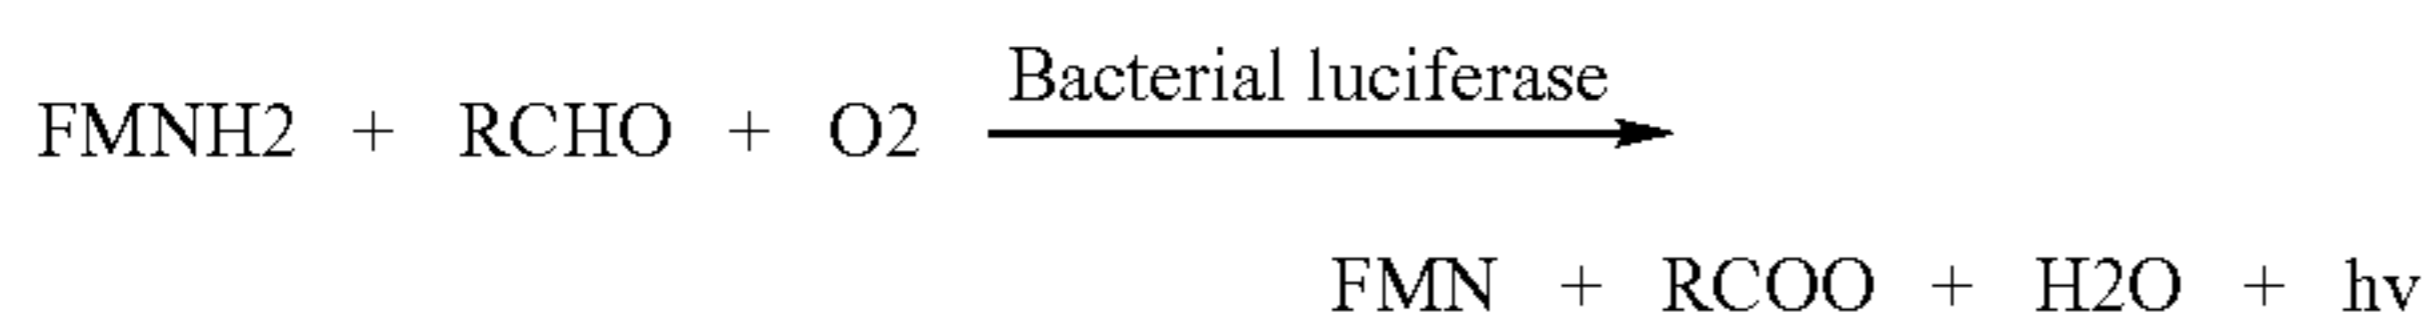 Bacterial luciferase
FMNH2 + RCHO + O2
FMN + RCOO + H2O + hv